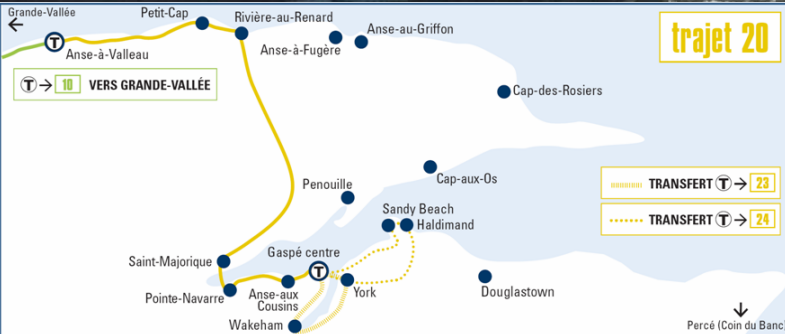 Grande-Vallée
Petit-Cap
Rivière-au-Renard
Anse-au-Griffon
Anse-à-Fugère
Anse-à-Valleau
trajet 20
T → 10 VERS GRANDE-VALLÉE
Cap-des-Rosiers
Cap-aux-Os
Penouille
TRANSFERT T → 23
TRANSFERT T → 24
Sandy Beach
Haldimand
Gaspé centre
T
T
Saint-Majorique
Pointe-Navarre
Anse-aux
Cousins
York
Douglastown
Wakeham
Percé (Coin du Banc)